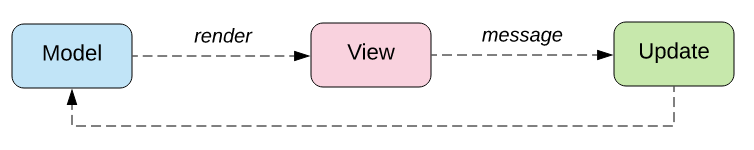 render
message
Model
View
Update